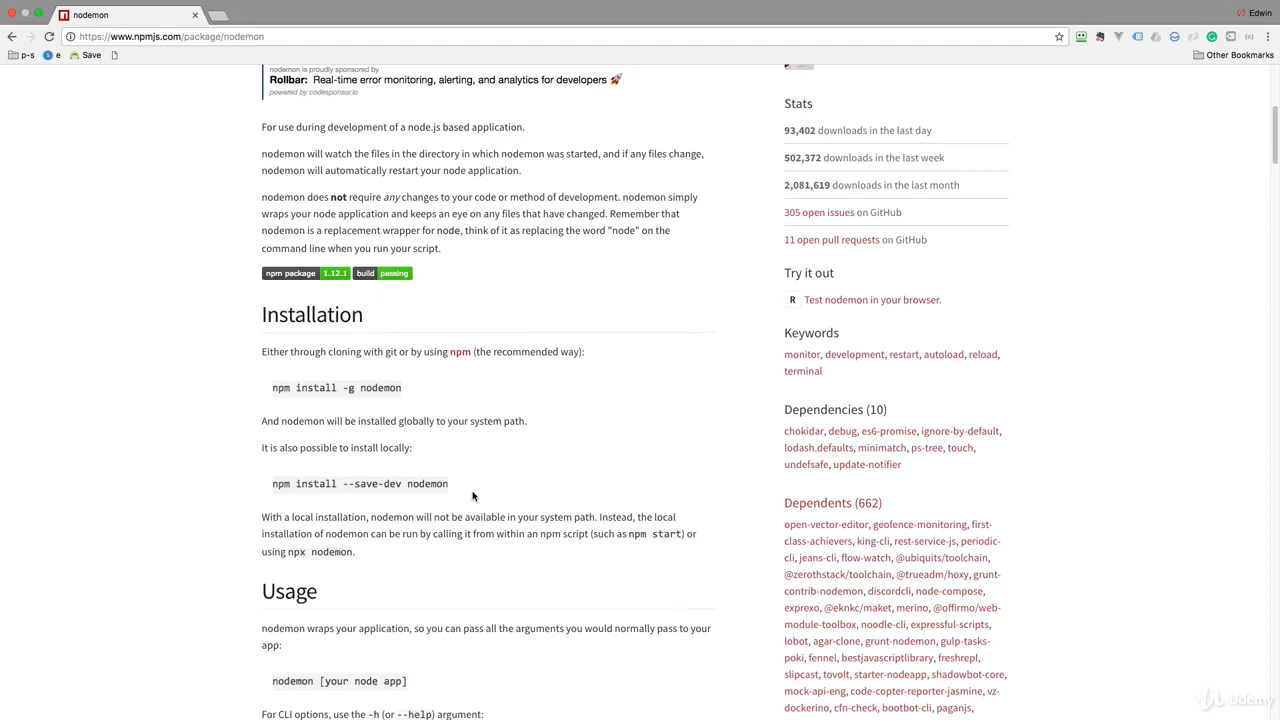 nodemon
Edwin
https://www.npmjs.com/package/nodemon
p-s
e
Save
Other Bookmarks
nodemon is proudly sponsored by
Rollbar: Real-time error monitoring, alerting, and analytics for developers 🚀
powered by codesponsor.io
For use during development of a node.js based application.
nodemon will watch the files in the directory in which nodemon was started, and if any files change,
nodemon will automatically restart your node application.
nodemon does not require any changes to your code or method of development. nodemon simply
wraps your node application and keeps an eye on any files that have changed. Remember that
nodemon is a replacement wrapper for node, think of it as replacing the word "node" on the
command line when you run your script.
npm package 1.12.1 build passing
Installation
Either through cloning with git or by using npm (the recommended way):
npm install -g nodemon
And nodemon will be installed globally to your system path.
It is also possible to install locally:
npm install --save-dev nodemon
With a local installation, nodemon will not be available in your system path. Instead, the local
installation of nodemon can be run by calling it from within an npm script (such as npm start) or
using npx nodemon.
Usage
nodemon wraps your application, so you can pass all the arguments you would normally pass to your
app:
nodemon [your node app]
For CLI options, use the -h (or --help) argument:
Stats
93,402 downloads in the last day
502,372 downloads in the last week
2,081,619 downloads in the last month
305 open issues on GitHub
11 open pull requests on GitHub
Try it out
R Test nodemon in your browser.
Keywords
monitor, development, restart, autoload, reload,
terminal
Dependencies (10)
chokidar, debug, es6-promise, ignore-by-default,
lodash.defaults, minimatch, ps-tree, touch,
undefsafe, update-notifier
Dependents (662)
open-vector-editor, geofence-monitoring, first-
class-achievers, king-cli, rest-service-js, periodic-
cli, jeans-cli, flow-watch, @ubiquits/toolchain,
@zerothstack/toolchain, @trueadm/hoxy, grunt-
contrib-nodemon, discordcli, node-compose,
exprexo, @eknkc/maket, merino, @offirmo/web-
module-toolbox, noodle-cli, expressful-scripts,
lobot, agar-clone, grunt-nodemon, gulp-tasks-
poki, fennel, bestjavascriptlibrary, freshrepl,
slipcast, tovolt, starter-nodeapp, shadowbot-core,
mock-api-eng, code-copter-reporter-jasmine, vz-
dockerino, cfn-check, bootbot-cli, paganjs,
Udemy